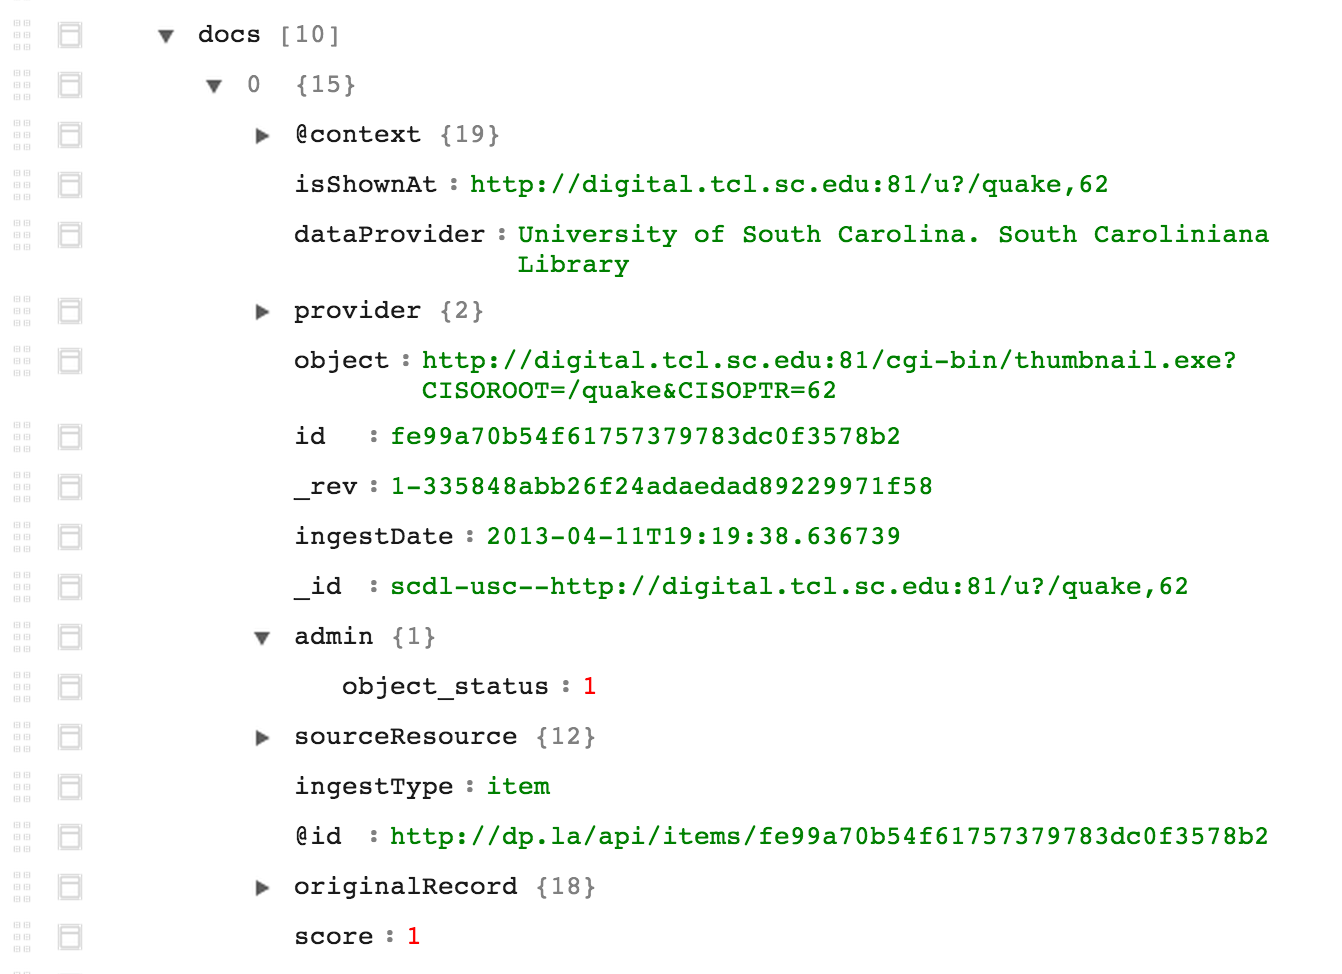 docs [10]
0 {15}
@context {19}
isShownAt : http://digital.tcl.sc.edu:81/u?/quake,62
dataProvider : University of South Carolina. South Caroliniana
Library
provider {2}
object : http://digital.tcl.sc.edu:81/cgi-bin/thumbnail.exe?
CISOROOT=/quake&CISOPTR=62
id : fe99a70b54f61757379783dc0f3578b2
_rev : 1-335848abb26f24adaedad89229971f58
ingestDate : 2013-04-11T19:19:38.636739
_id : scdl-usc--http://digital.tcl.sc.edu:81/u?/quake,62
admin {1}
object_status : 1
sourceResource {12}
ingestType : item
@id : http://dp.la/api/items/fe99a70b54f61757379783dc0f3578b2
originalRecord {18}
score : 1